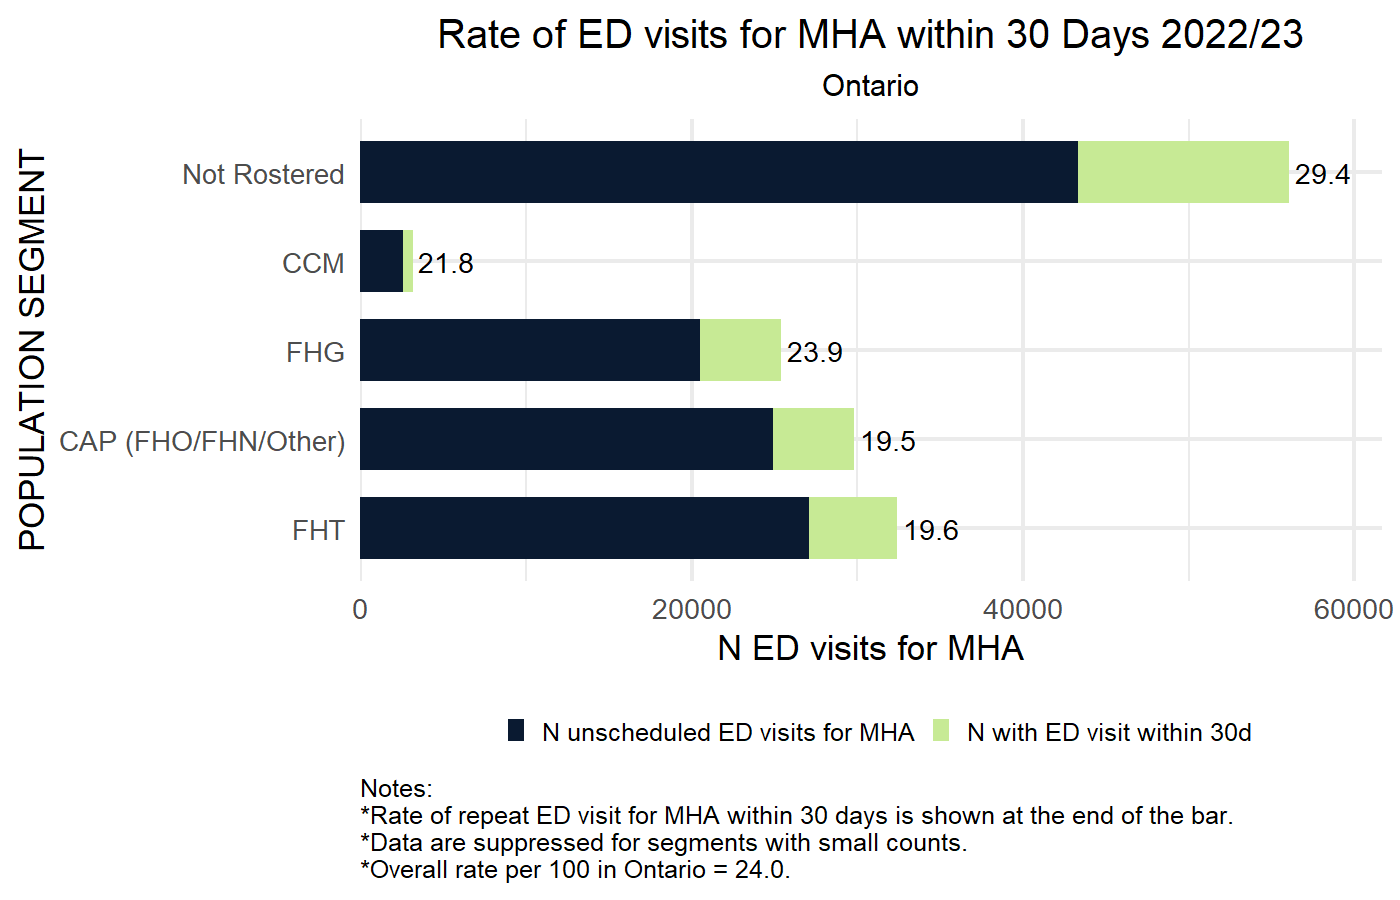 Rate of ED visits for MHA within 30 Days 2022/23
Ontario
POPULATION SEGMENT
Not Rostered
29.4
CCM
21.8
FHG
23.9
CAP (FHO/FHN/Other)
19.5
FHT
19.6
0
20000
40000
60000
N ED visits for MHA
N unscheduled ED visits for MHA
N with ED visit within 30d
Notes:
*Rate of repeat ED visit for MHA within 30 days is shown at the end of the bar.
*Data are suppressed for segments with small counts.
*Overall rate per 100 in Ontario = 24.0.